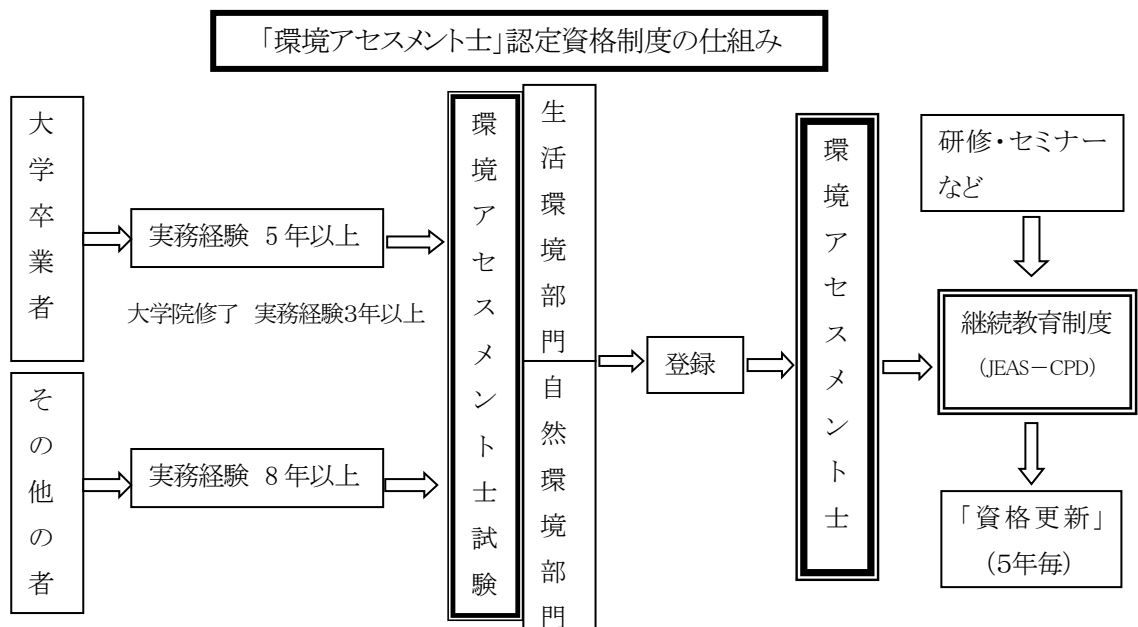 「環境アセスメント士」認定資格制度の仕組み
大学卒業者
実務経験 5年以上
大学院修了 実務経験3年以上
その他の者
実務経験 8年以上
環境アセスメント士試験
生活環境部門
自然環境部門
登録
環境アセスメント士
研修・セミナー
など
継続教育制度
(JEAS-CPD)
「資格更新」
(5年毎)